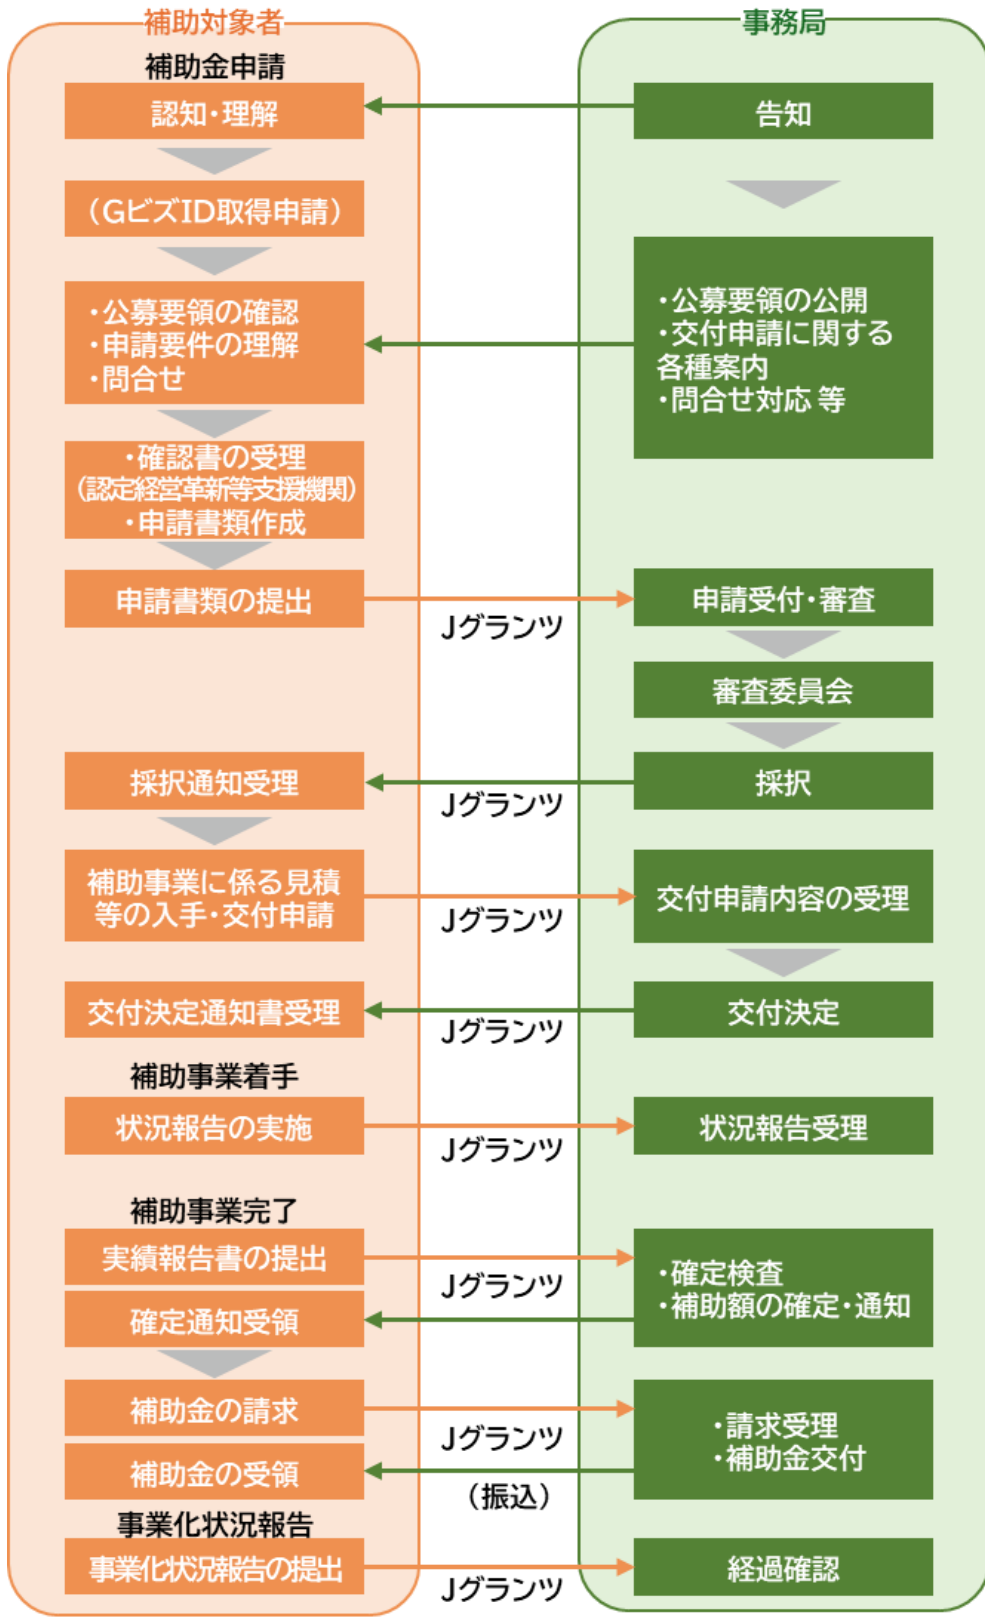 補助対象者
事務局
補助金申請
認知・理解
告知
（GビズID取得申請）
・公募要領の確認
・申請要件の理解
・問合せ
・公募要領の公開
・交付申請に関する
各種案内
・問合せ対応 等
・確認書の受理
（認定経営革新等支援機関）
・申請書類作成
申請書類の提出
Jグランツ
申請受付・審査
審査委員会
採択通知受理
Jグランツ
採択
補助事業に係る見積
等の入手・交付申請
Jグランツ
交付申請内容の受理
交付決定通知書受理
Jグランツ
交付決定
補助事業着手
状況報告の実施
Jグランツ
状況報告受理
補助事業完了
実績報告書の提出
Jグランツ
確定通知受領
・確定検査
・補助額の確定・通知
補助金の請求
Jグランツ
補助金の受領
（振込）
・請求受理
・補助金交付
事業化状況報告
事業化状況報告の提出
Jグランツ
経過確認